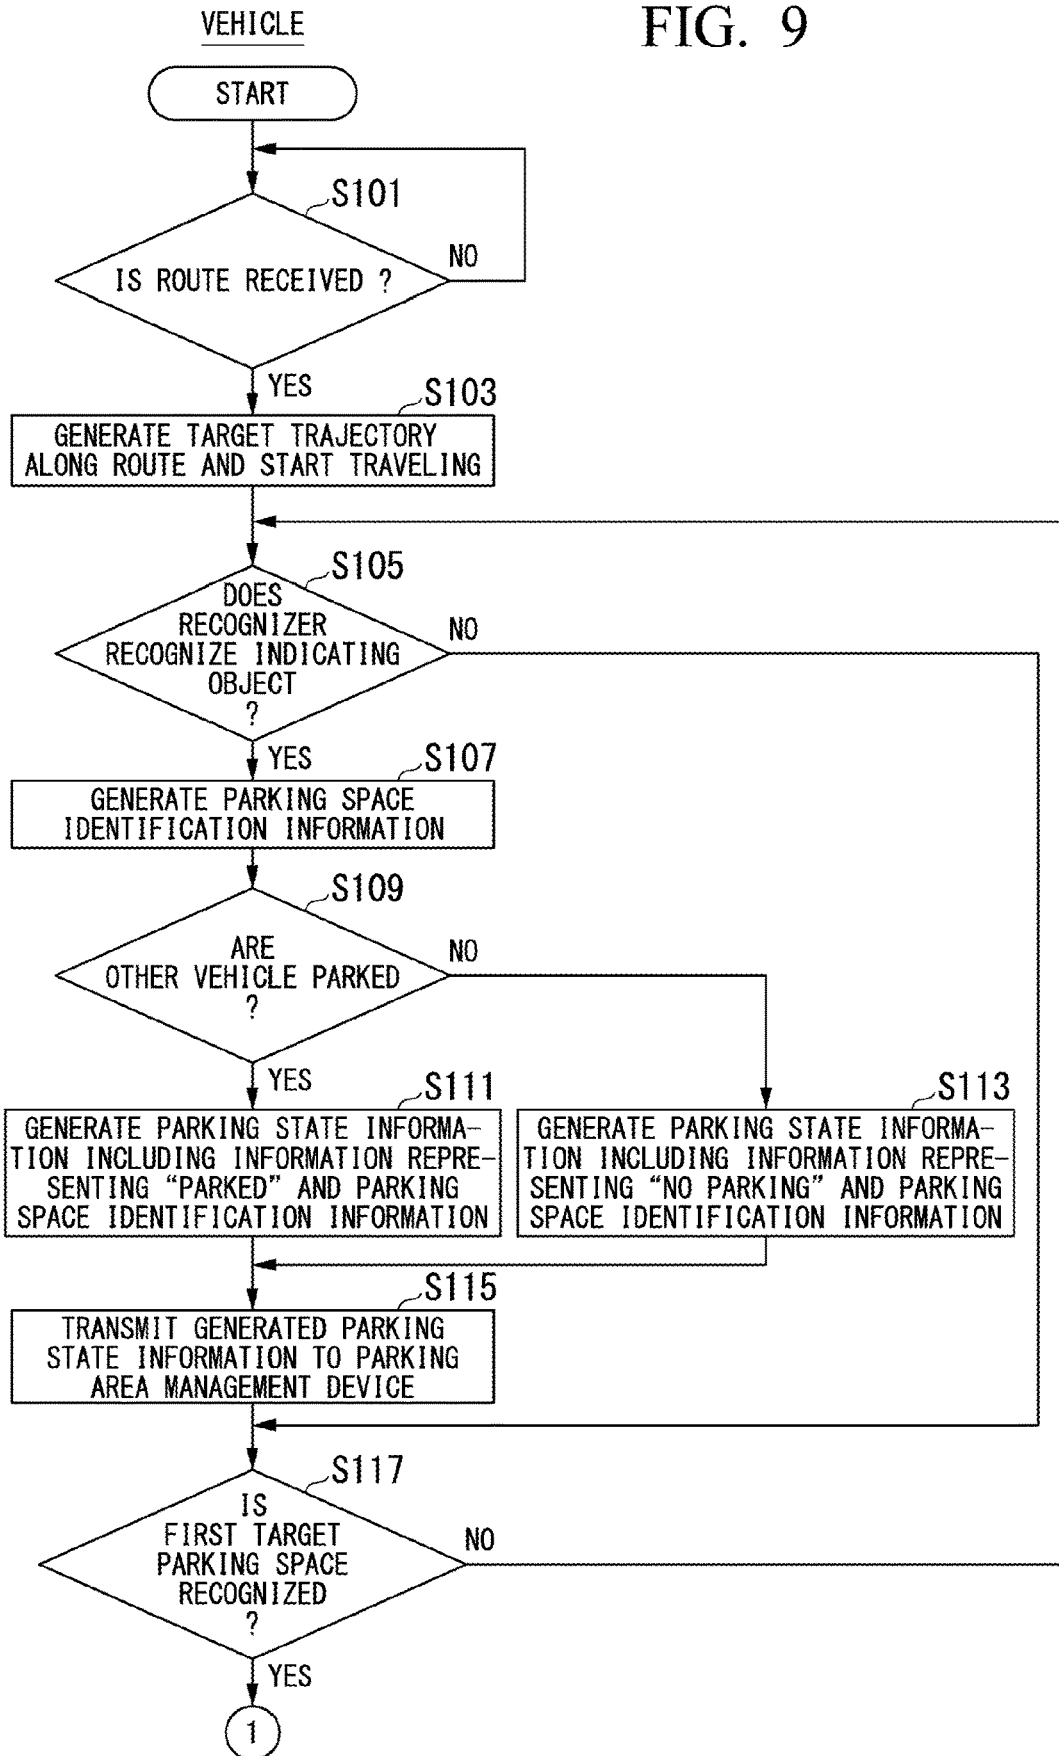 VEHICLE
FIG. 9
START
S101
IS ROUTE RECEIVED ?
NO
YES
S103
GENERATE TARGET TRAJECTORY
ALONG ROUTE AND START TRAVELING
S105
DOES
RECOGNIZER
RECOGNIZE INDICATING
OBJECT
?
NO
YES
S107
GENERATE PARKING SPACE
IDENTIFICATION INFORMATION
S109
ARE
OTHER VEHICLE PARKED
?
NO
YES
S111
GENERATE PARKING STATE INFORMA-
TION INCLUDING INFORMATION REPRE-
SENTING “PARKED” AND PARKING
SPACE IDENTIFICATION INFORMATION
S113
GENERATE PARKING STATE INFORMA-
TION INCLUDING INFORMATION REPRE-
SENTING “NO PARKING” AND PARKING
SPACE IDENTIFICATION INFORMATION
S115
TRANSMIT GENERATED PARKING
STATE INFORMATION TO PARKING
AREA MANAGEMENT DEVICE
S117
IS
FIRST TARGET
PARKING SPACE
RECOGNIZED
?
NO
YES
1